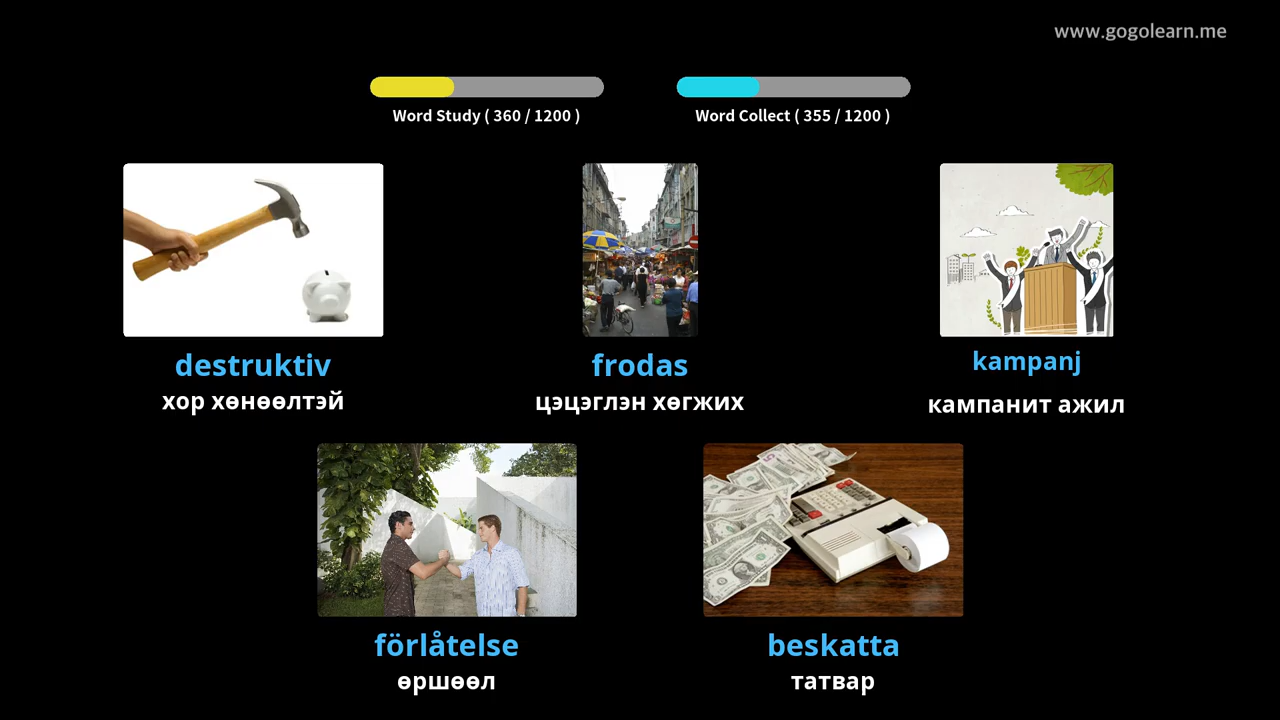 www.gogolearn.me
Word Study ( 360 / 1200 )
Word Collect ( 355 / 1200 )
destruktiv
хор хөнөөлтэй
frodas
цэцэглэн хөгжих
kampanj
кампанит ажил
förlåtelse
өршөөл
beskatta
татвар